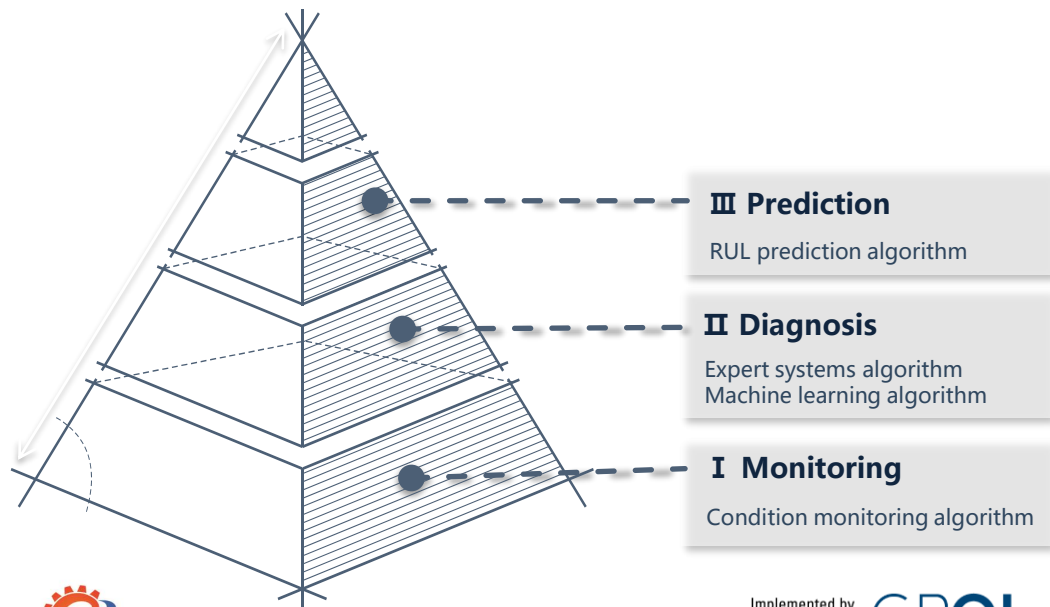 Ⅲ Prediction
RUL prediction algorithm
Ⅱ Diagnosis
Expert systems algorithm
Machine learning algorithm
Ⅰ Monitoring
Condition monitoring algorithm
Implemented by